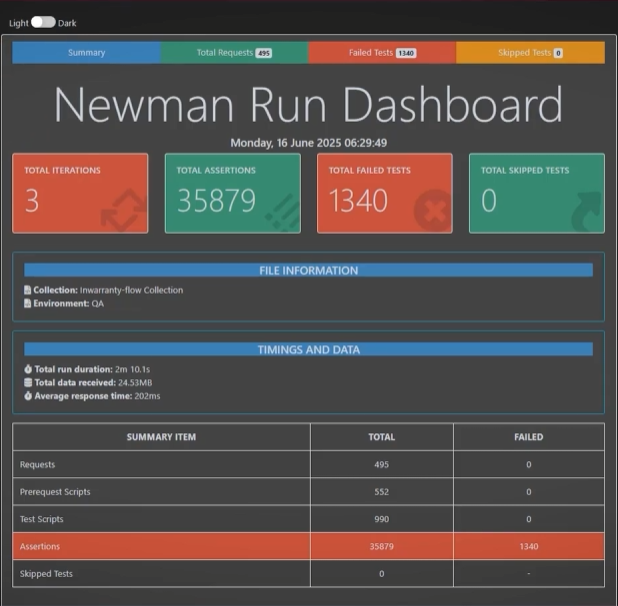 Light Dark
Summary Total Requests 495 Failed Tests 1340 Skipped Tests 0
Newman Run Dashboard
Monday, 16 June 2025 06:29:49
TOTAL ITERATIONS TOTAL ASSERTIONS TOTAL FAILED TESTS TOTAL SKIPPED TESTS
3 35879 1340 0
FILE INFORMATION
Collection: Inwarranty-flow Collection
Environment: QA
TIMINGS AND DATA
Total run duration: 2m 10.1s
Total data received: 24.53MB
Average response time: 202ms
SUMMARY ITEM TOTAL FAILED
Requests 495 0
Prerequest Scripts 552 0
Test Scripts 990 0
Assertions 35879 1340
Skipped Tests 0 -